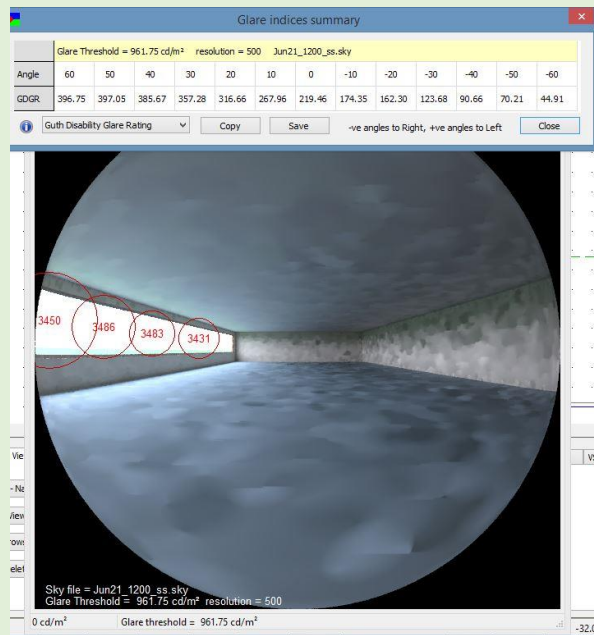 Glare indices summary
Glare Threshold = 961.75 cd/m² resolution = 500 Jun21_1200_ss.sky
Angle 60 50 40 30 20 10 0 -10 -20 -30 -40 -50 -60
GDGR 396.75 397.05 385.67 357.28 316.66 267.96 219.46 174.35 162.30 123.68 90.66 70.21 44.91
Guth Disability Glare Rating Copy Save -ve angles to Right, +ve angles to Left Close
3450 3486 3483 3431
Sky file = Jun21_1200_ss.sky
Glare Threshold = 961.75 cd/m² resolution = 500
0 cd/m² Glare threshold = 961.75 cd/m²
-32.0